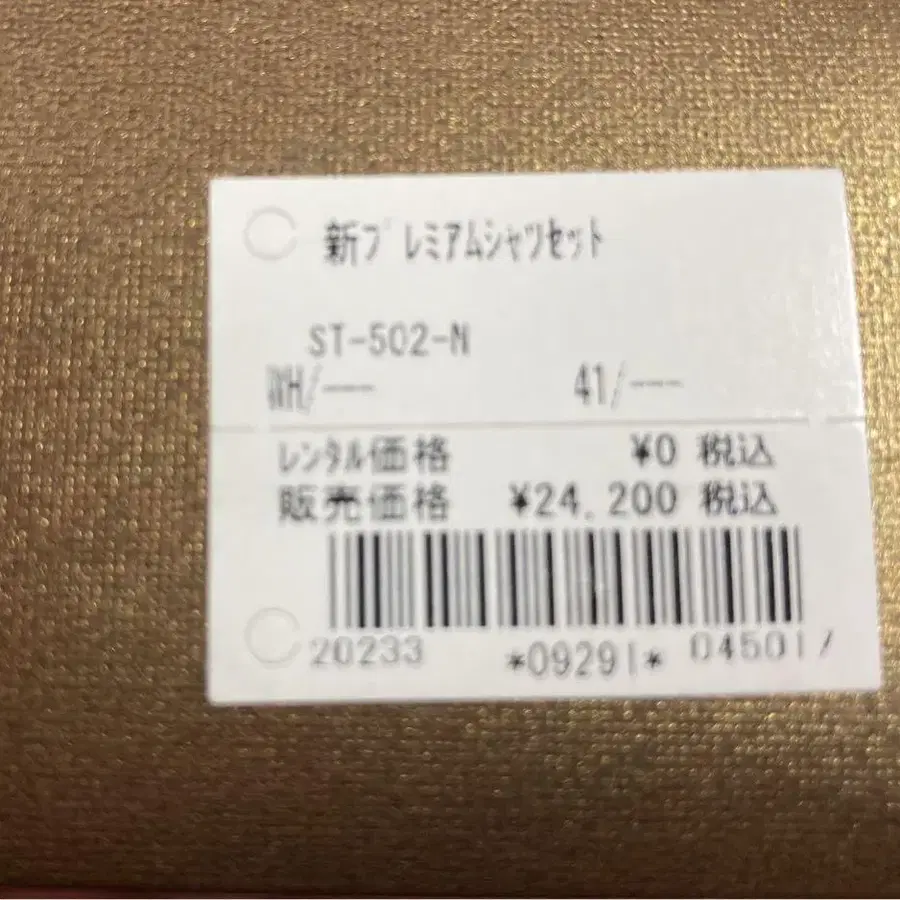 新プレミアムシャツセット
ST-502-N
WH/--- 41/---
レンタル価格 ¥0 税込
販売価格 ¥24,200 税込
20233 *09291* 045017